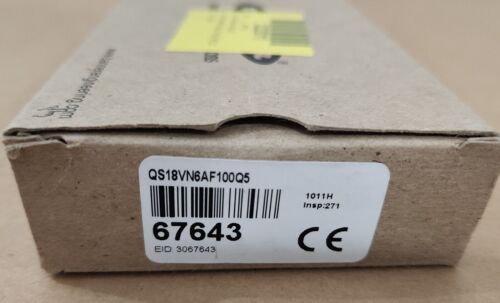 QS18VN6AF100Q5
1011H
Insp:271
67643
EID: 3067643
CE